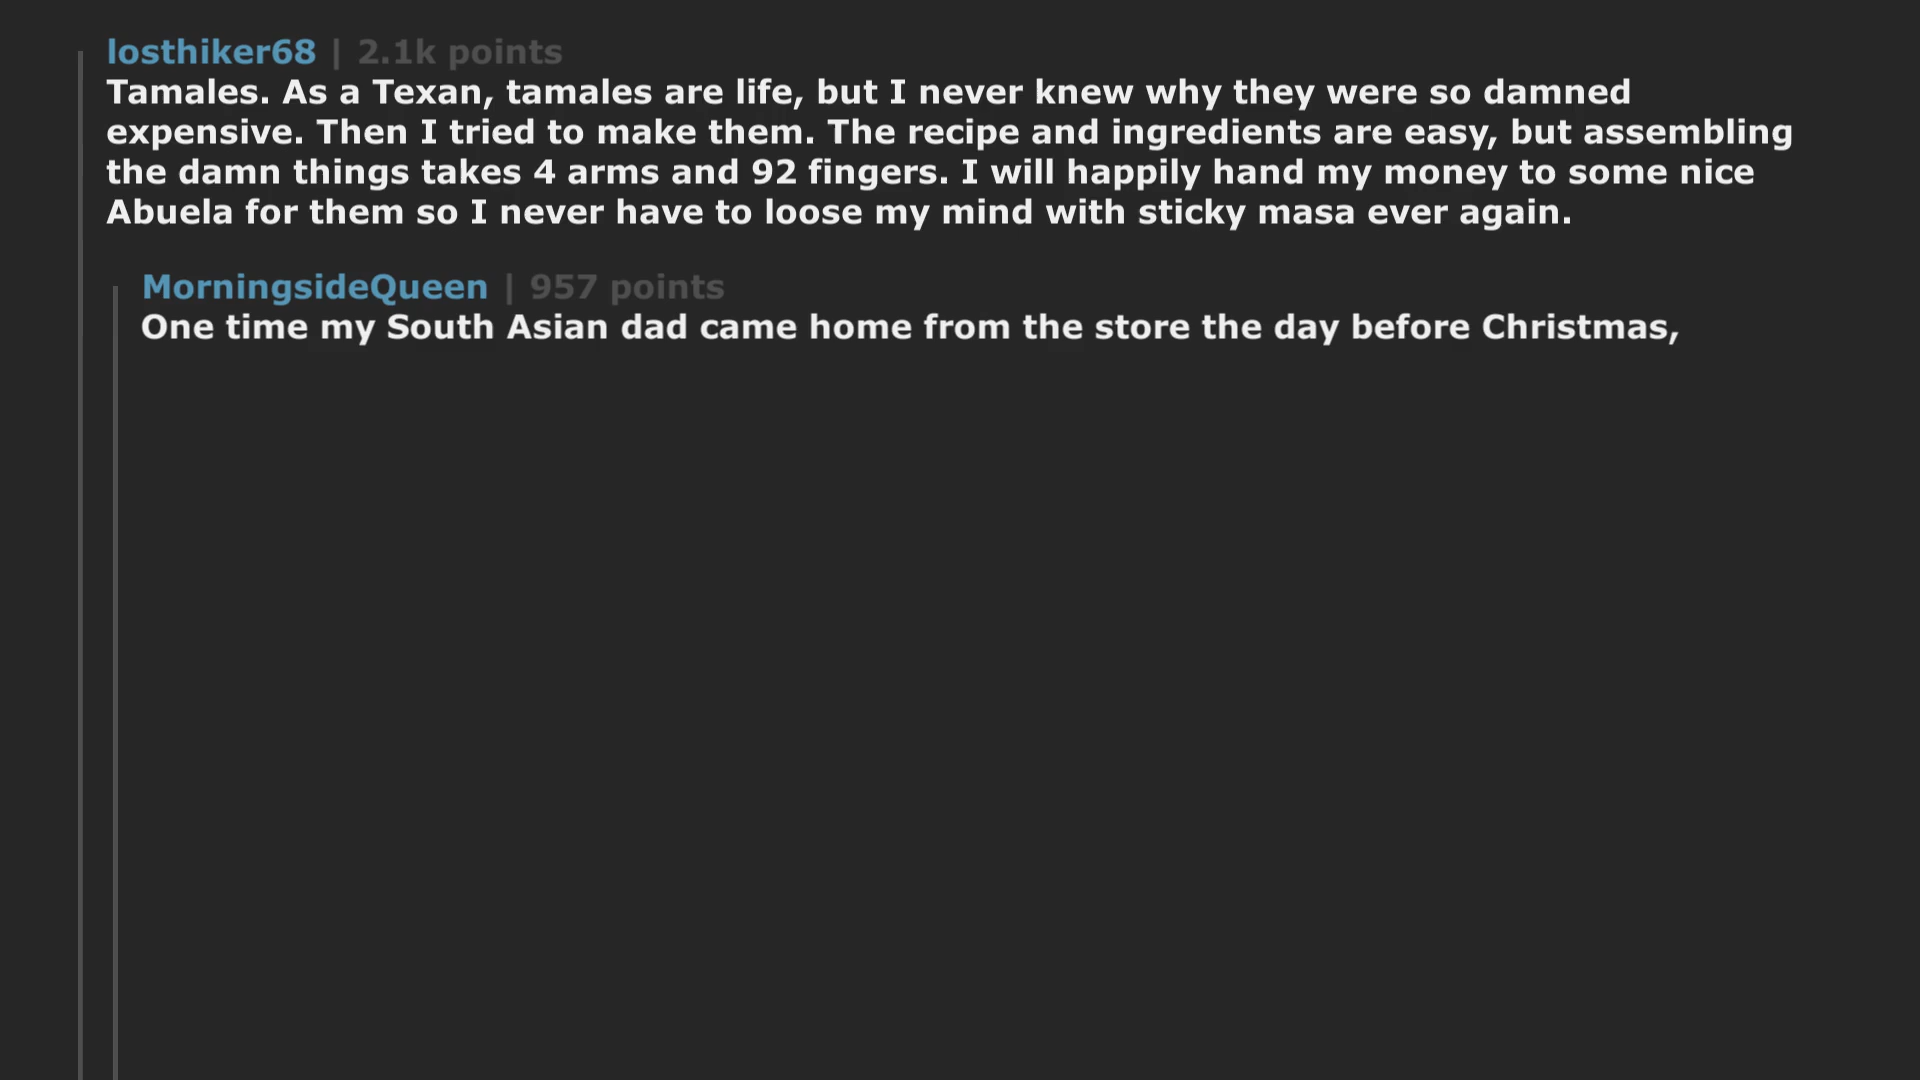 losthiker68 | 2.1k points
Tamales. As a Texan, tamales are life, but I never knew why they were so damned
expensive. Then I tried to make them. The recipe and ingredients are easy, but assembling
the damn things takes 4 arms and 92 fingers. I will happily hand my money to some nice
Abuela for them so I never have to loose my mind with sticky masa ever again.
MorningsideQueen | 957 points
One time my South Asian dad came home from the store the day before Christmas,